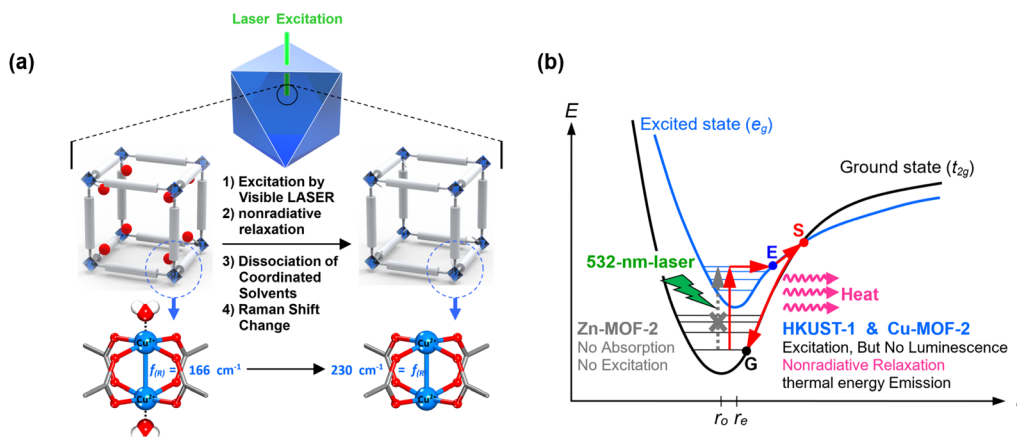 Laser Excitation
(a)
1) Excitation by
Visible LASER
2) nonradiative
relaxation
3) Dissociation of
Coordinated
Solvents
4) Raman Shift
Change
Cu²⁺
f(R) = 166 cm⁻¹
Cu²⁺
230 cm⁻¹ = f(R)
Cu²⁺
Cu²⁺
(b)
E
Excited state (eg)
Ground state (t2g)
S
E
532-nm-laser
Heat
Zn-MOF-2
No Absorption
No Excitation
G
HKUST-1 & Cu-MOF-2
Excitation, But No Luminescence
Nonradiative Relaxation
thermal energy Emission
ro re